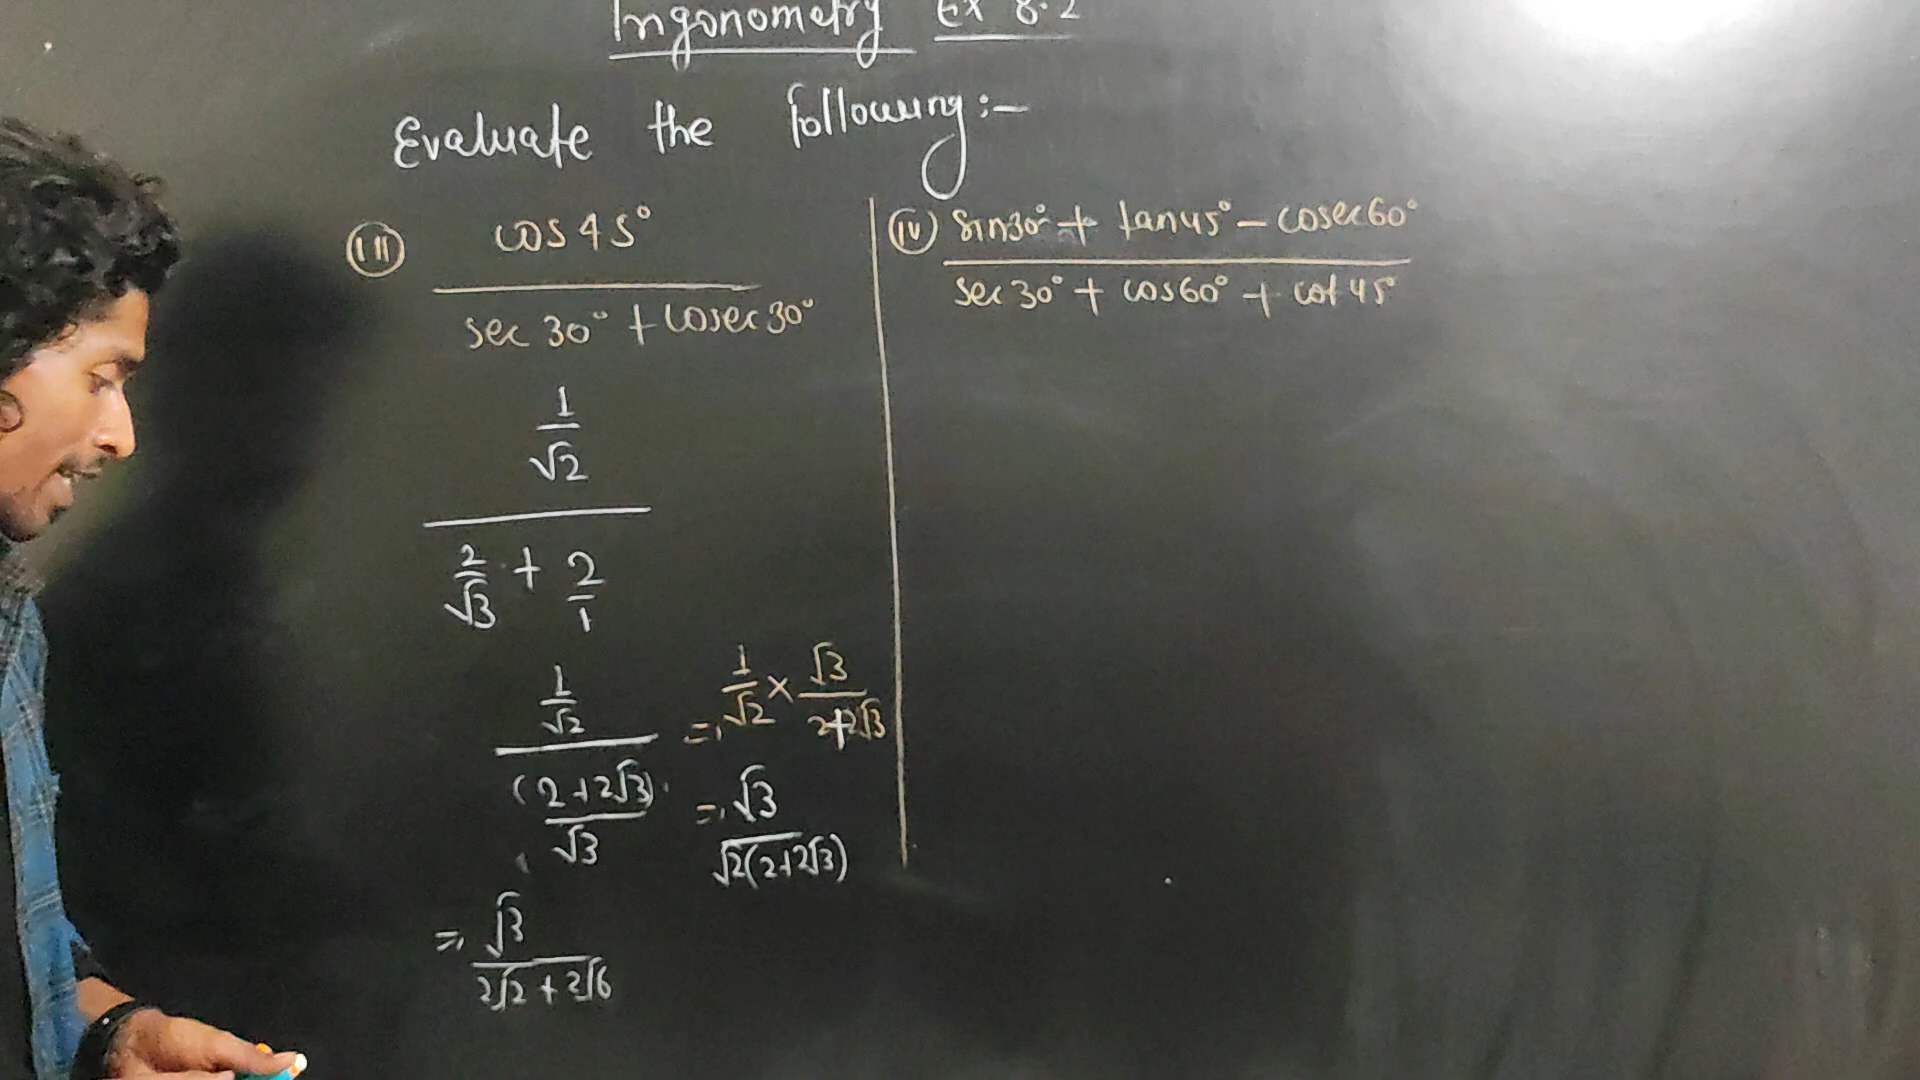 Trigonometry Ex 8.2
Evaluate the following:-
(iii) cos 45°
sec 30° + cosec 30°
1
√2
2/√3 + 2/1
1/√2
(2+2√3)
√3
=, 1/√2 × √3/2+2√3
=, √3
√2(2+2√3)
=, √3
2√2 + 2√6
(iv) sin30° + tan45° - cosec60°
sec 30° + cos60° + cot 45°